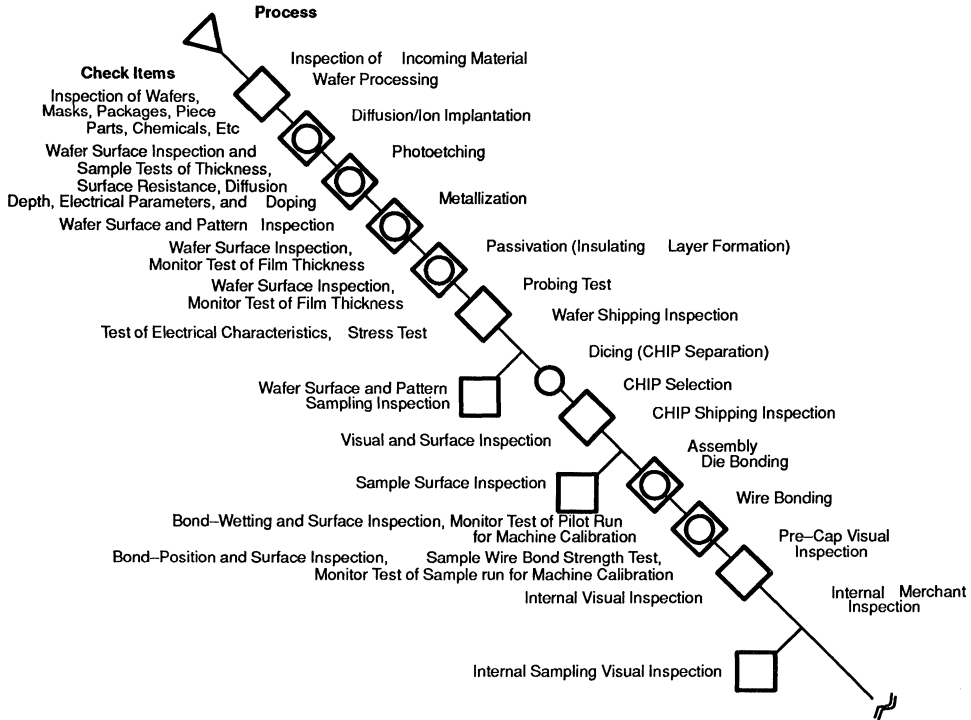 Process
Inspection of Incoming Material
Wafer Processing
Check Items
Inspection of Wafers,
Masks, Packages, Piece
Parts, Chemicals, Etc
Diffusion/Ion Implantation
Wafer Surface Inspection and
Sample Tests of Thickness,
Surface Resistance, Diffusion
Depth, Electrical Parameters, and Doping
Photoetching
Wafer Surface and Pattern Inspection
Metallization
Wafer Surface Inspection,
Monitor Test of Film Thickness
Passivation (Insulating Layer Formation)
Wafer Surface Inspection,
Monitor Test of Film Thickness
Probing Test
Test of Electrical Characteristics, Stress Test
Wafer Shipping Inspection
Wafer Surface and Pattern
Sampling Inspection
Dicing (CHIP Separation)
CHIP Selection
Visual and Surface Inspection
CHIP Shipping Inspection
Sample Surface Inspection
Assembly
Die Bonding
Bond--Wetting and Surface Inspection, Monitor Test of Pilot Run
for Machine Calibration
Wire Bonding
Bond--Position and Surface Inspection, Sample Wire Bond Strength Test,
Monitor Test of Sample run for Machine Calibration
Pre–Cap Visual
Inspection
Internal Visual Inspection
Internal Merchant
Inspection
Internal Sampling Visual Inspection